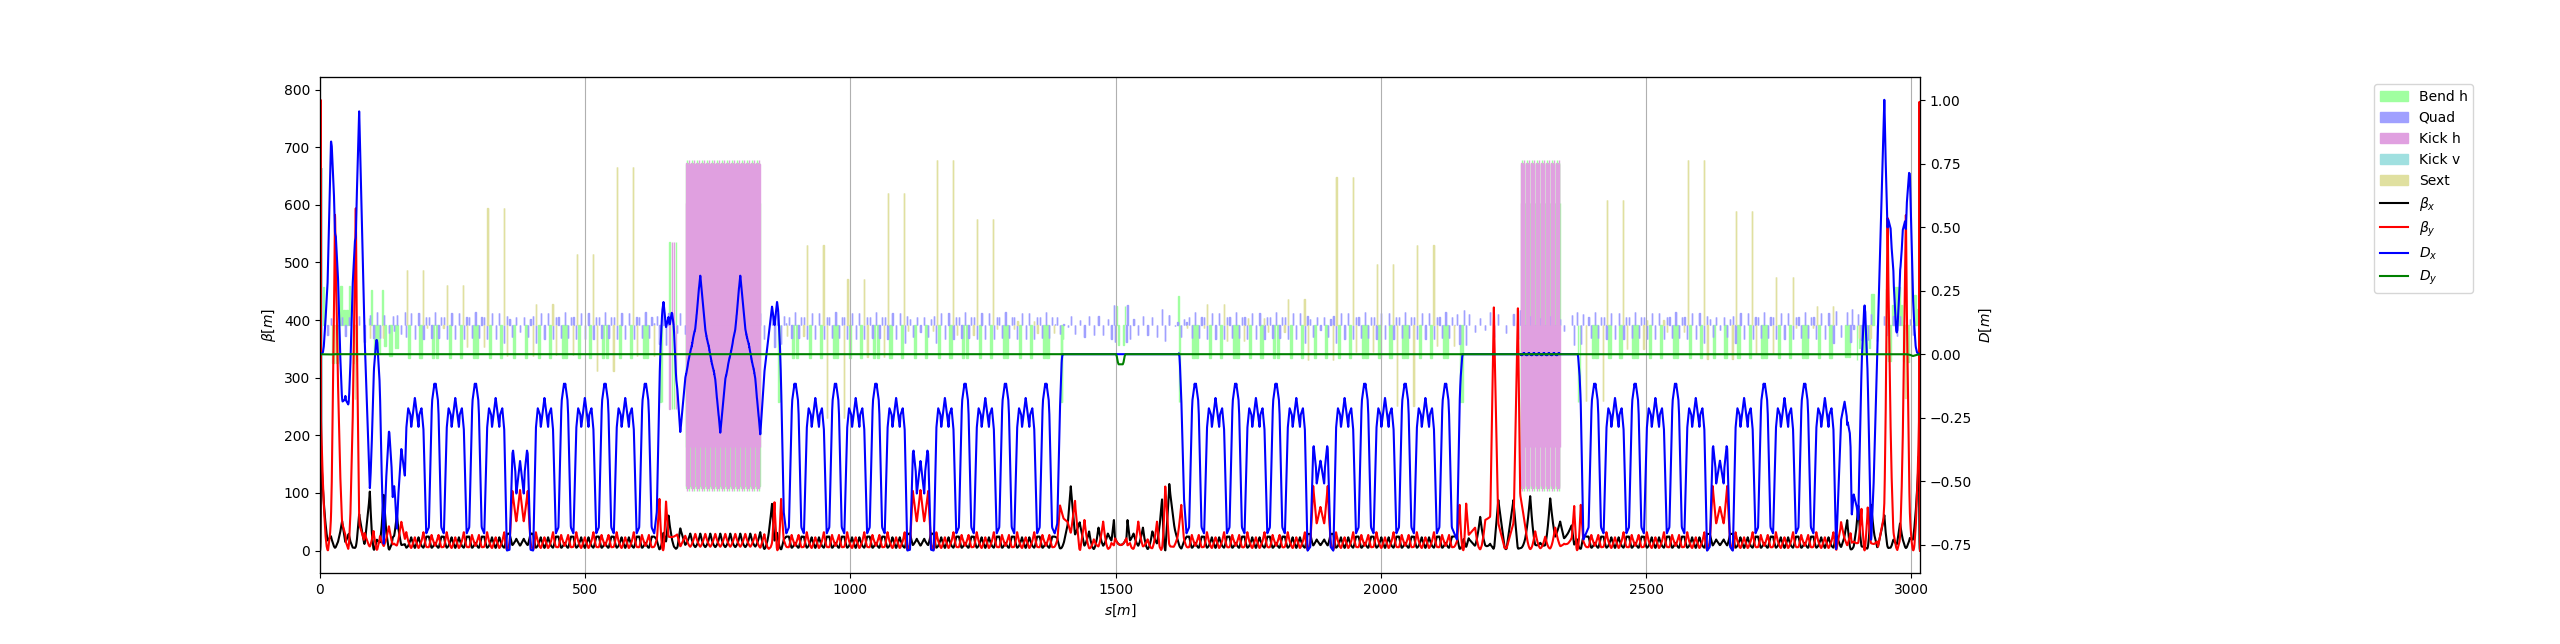 800
700
600
500
400
300
200
100
0
β[m]
0
500
1000
1500
2000
2500
3000
s[m]
1.00
0.75
0.50
0.25
0.00
−0.25
−0.50
−0.75
D[m]
Bend h
Quad
Kick h
Kick v
Sext
βx
βy
Dx
Dy